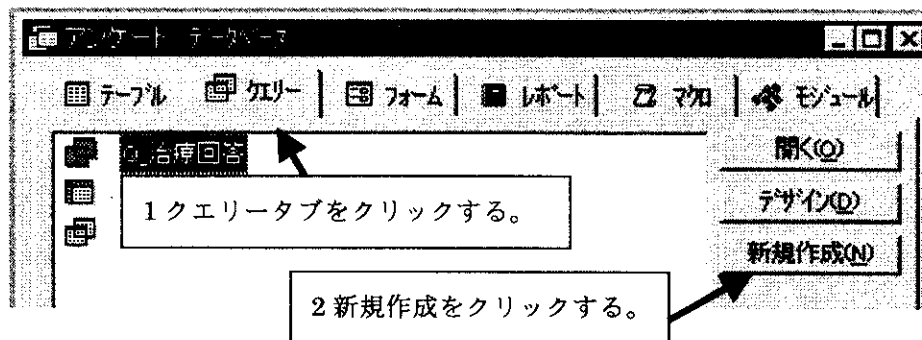 アンケート データベース
テーブル クエリー フォーム レポート マクロ モジュール
治療回答
開く(O)
デザイン(D)
新規作成(N)
1クエリータブをクリックする。
2新規作成をクリックする。